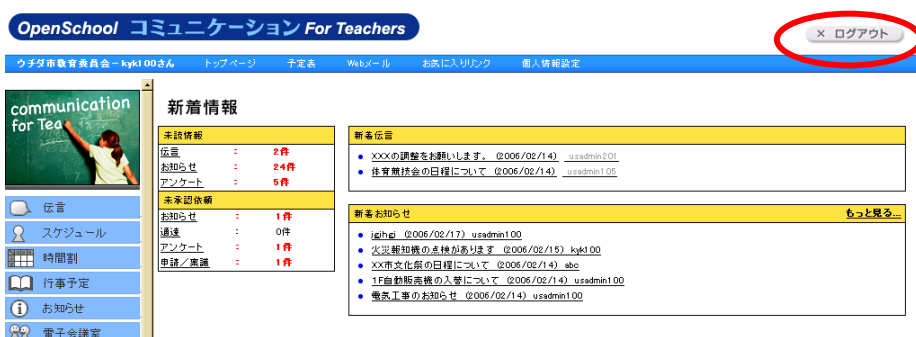 OpenSchool コミュニケーション For Teachers
× ログアウト
ウチダ市教育委員会－kyk100さん トップページ 予定表 Webメール お気に入りリンク 個人情報設定
communication
for Tea
新着情報
未読情報
伝言 : 2件
お知らせ : 24件
アンケート : 5件
未承認依頼
お知らせ : 1件
通達 : 0件
アンケート : 1件
申請／稟議 : 1件
新着伝言
XXXの調整をお願いします。 (2006/02/14) usadmin201
体育競技会の日程について (2006/02/14) usadmin105
新着お知らせ もっと見る...
igihgi (2006/02/17) usadmin100
火災報知機の点検があります (2006/02/15) kyk100
XX市文化祭の日程について (2006/02/14) abc
1F自動販売機の入替について (2006/02/14) usadmin100
電気工事のお知らせ (2006/02/14) usadmin100
伝言
スケジュール
時間割
行事予定
お知らせ
電子会議室